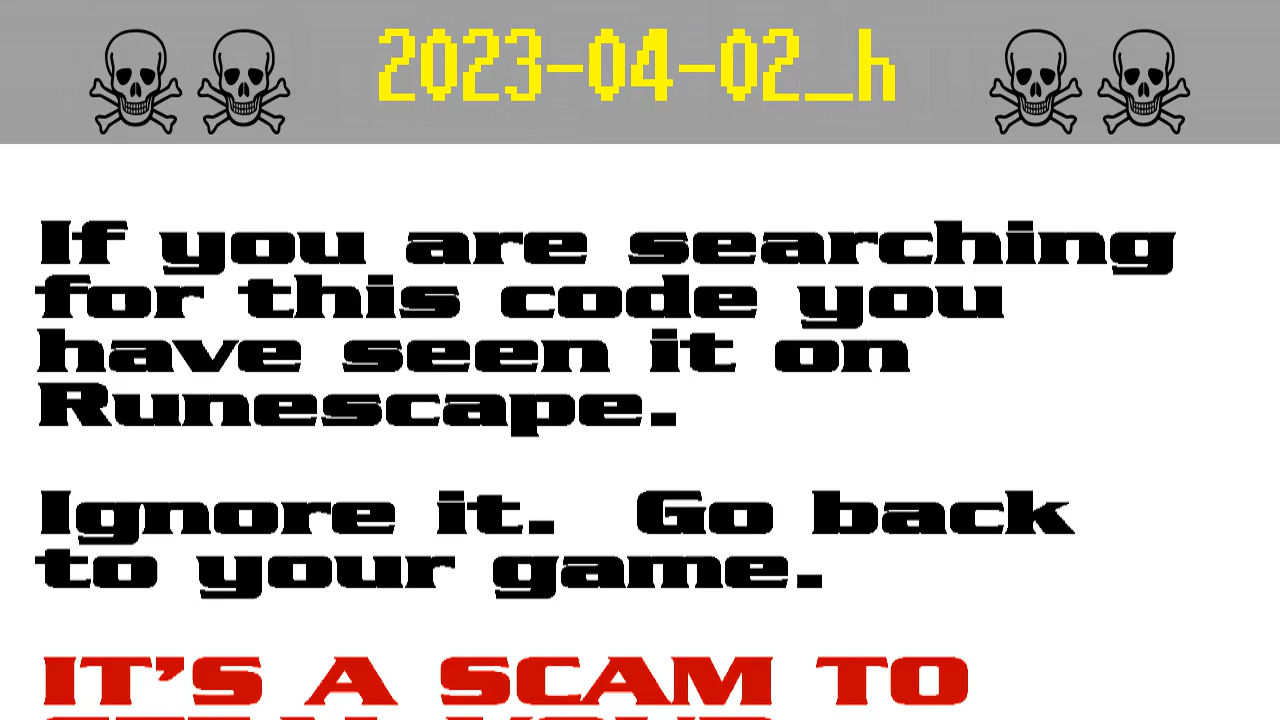 2023-04-02_h
If you are searching
for this code you
have seen it on
Runescape.
Ignore it.  Go back
to your game.
IT'S A SCAM TO